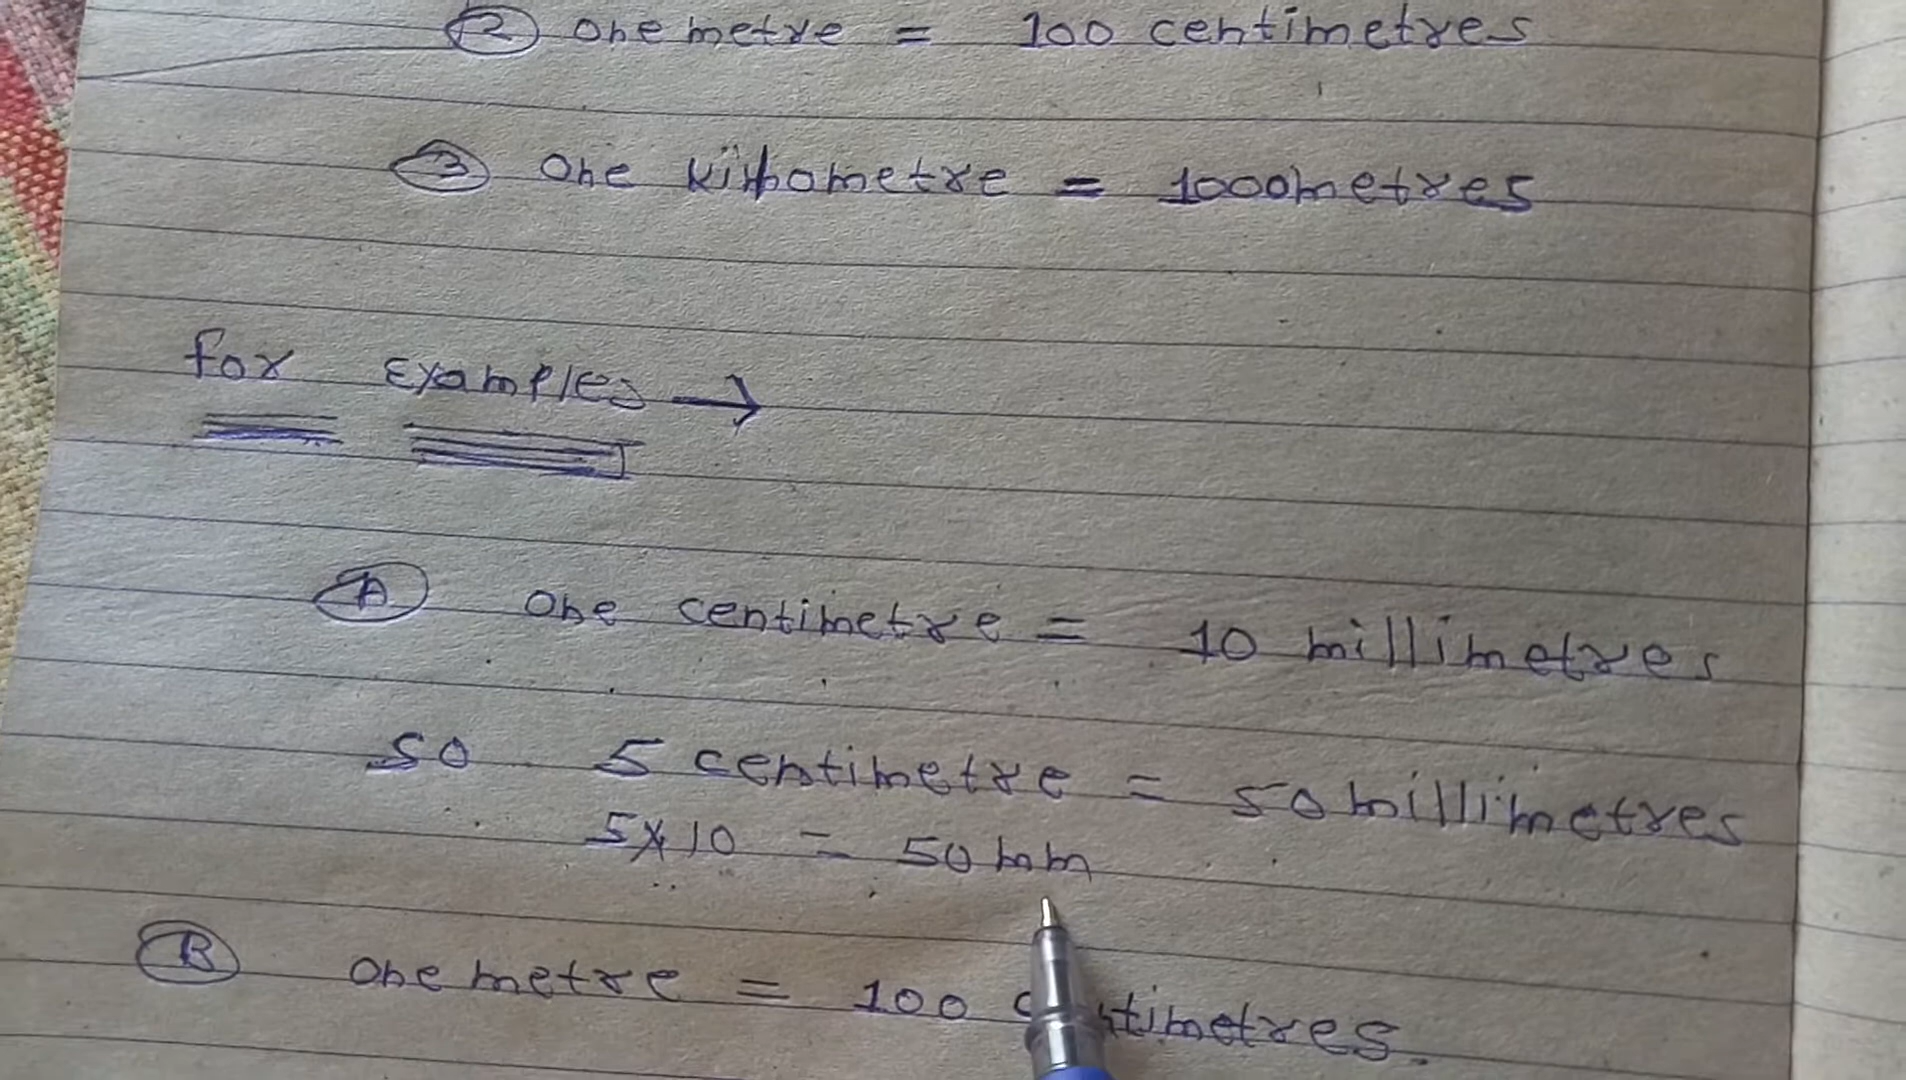 ② One metre = 100 centimetres
③ One Kilometre = 1000metres
for Examples →
Ⓐ One centimetre = 10 millimetres
so 5 centimetre = 50 millimetres
5×10 = 50 mm
Ⓑ One metre = 100 centimetres.